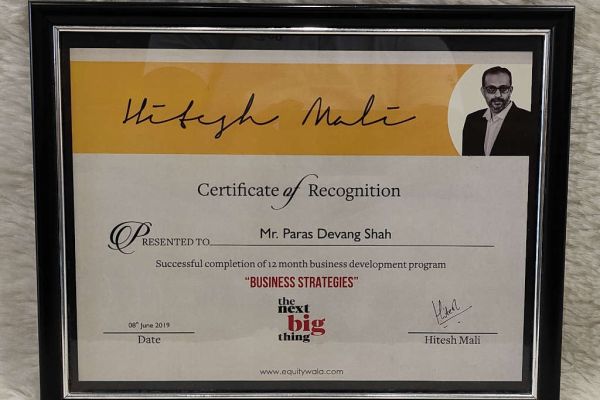 Hitesh Mali
Certificate of Recognition
PRESENTED TO Mr. Paras Devang Shah
Successful completion of 12 month business development program
“BUSINESS STRATEGIES”
the
next
big
thing
08th June 2019
Date
Hitesh
Hitesh Mali
www.equitywala.com